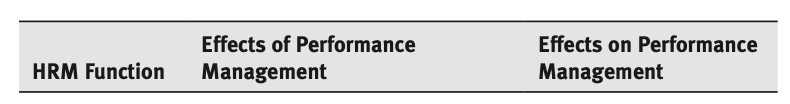 Effects of Performance Effects on Performance
HRM Function Management Management